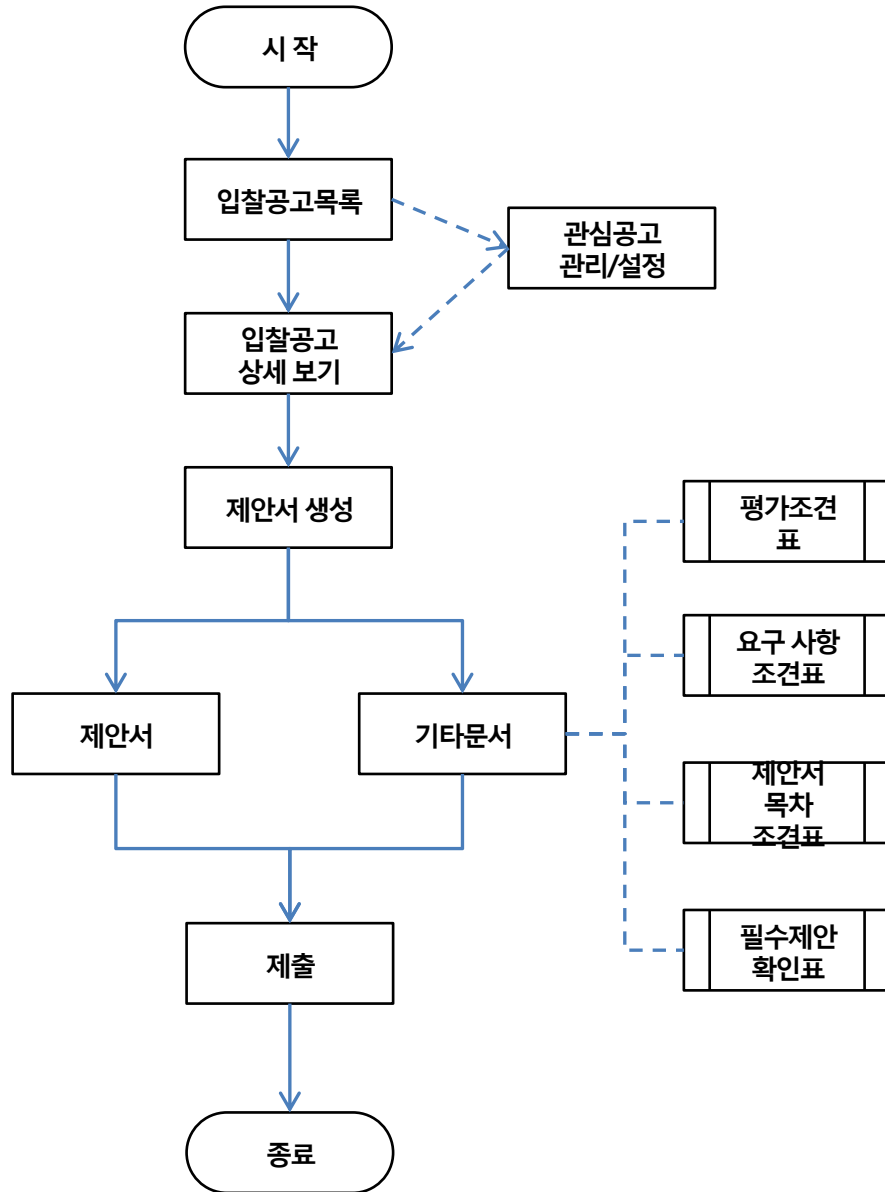 시 작
입찰공고목록
관심공고
관리/설정
입찰공고
상세 보기
제안서 생성
평가조견
표
요구 사항
조견표
제안서
기타문서
제안서
목차
조견표
필수제안
확인표
제출
종료